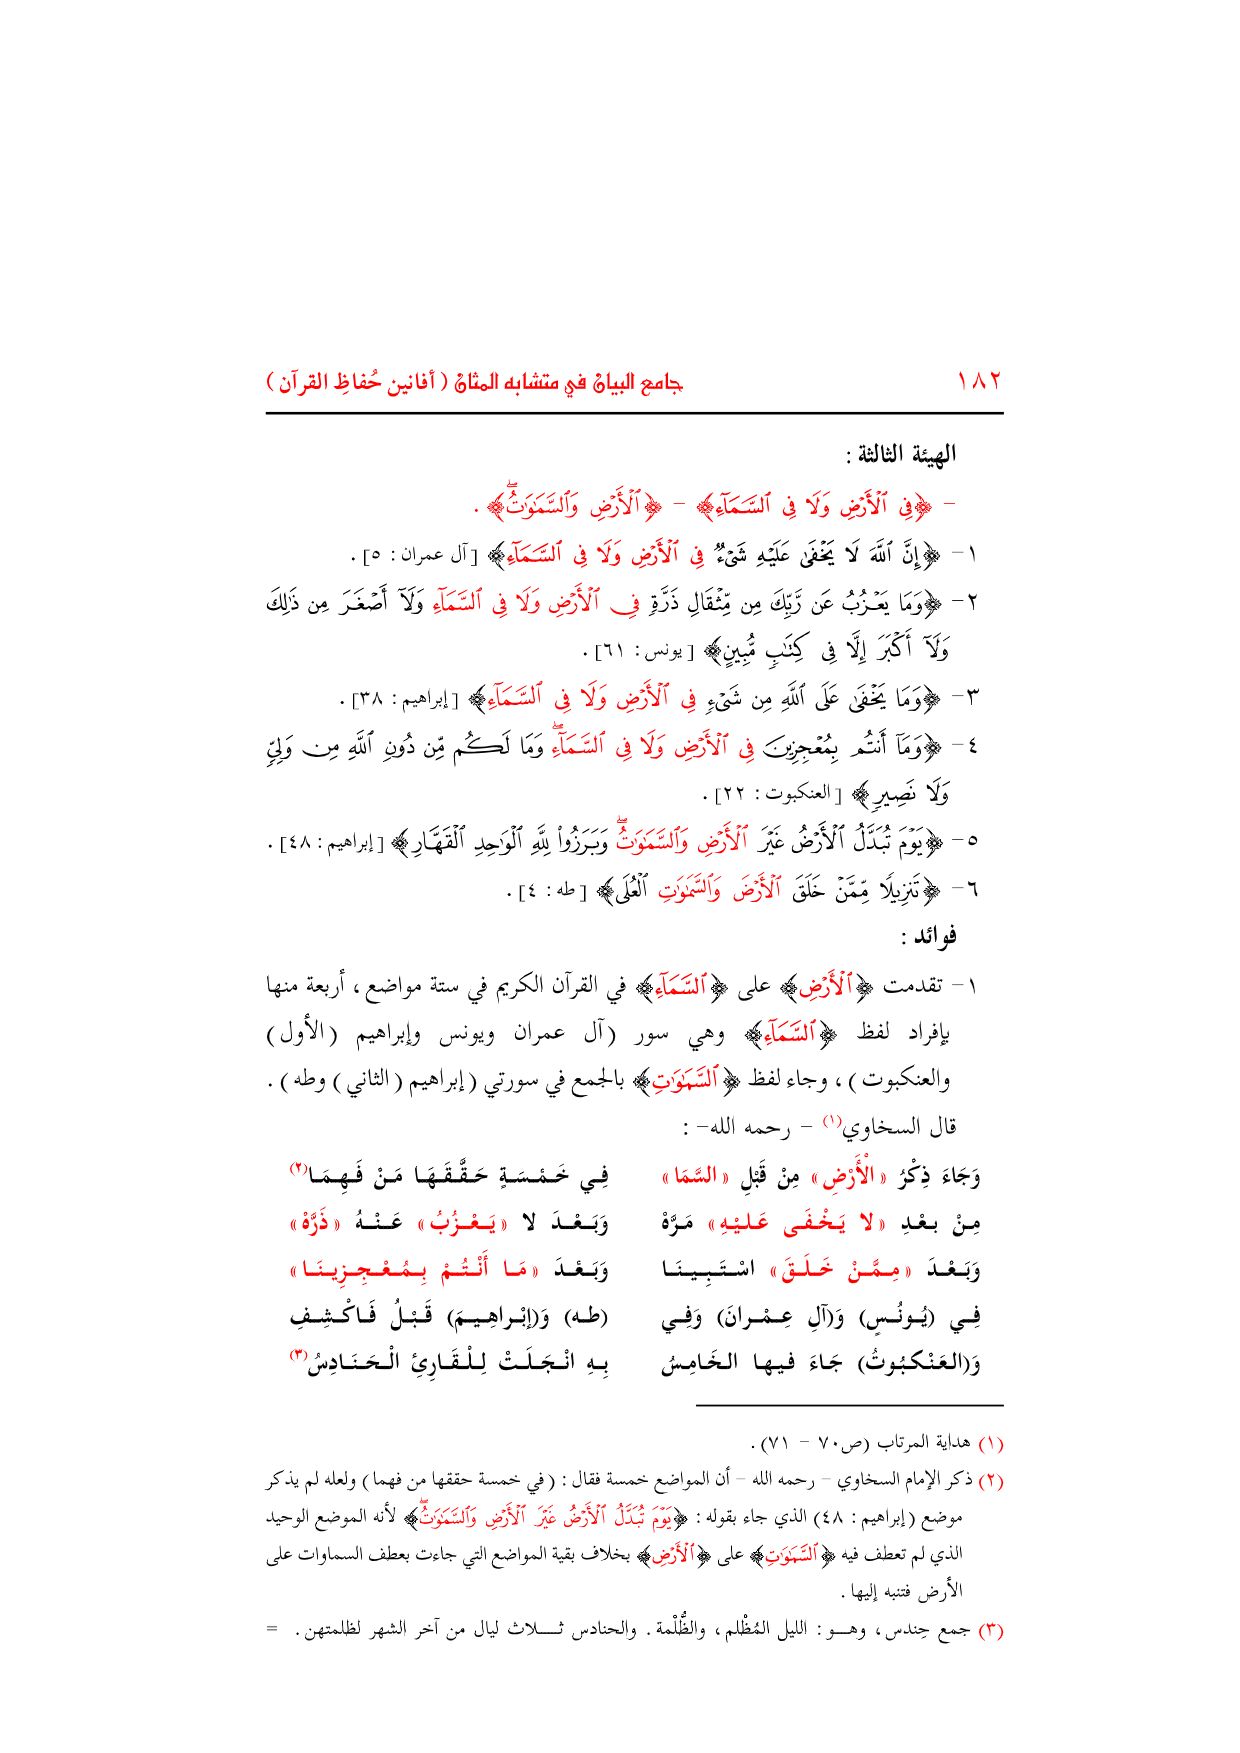 ١٨٢ جامع البيان في متشابه المثان ( أفانين حُفاظِ القرآن )
الهيئة الثالثة :
- ﴿فِى ٱلْأَرْضِ وَلَا فِى ٱلسَّمَآءِ﴾ - ﴿ٱلْأَرْضِ وَٱلسَّمَٰوَٰتُۖ﴾ .
١- ﴿إِنَّ ٱللَّهَ لَا يَخْفَىٰ عَلَيْهِ شَىْءٌ فِى ٱلْأَرْضِ وَلَا فِى ٱلسَّمَآءِ﴾ [آل عمران : ٥] .
٢- ﴿وَمَا يَعْزُبُ عَن رَّبِّكَ مِن مِّثْقَالِ ذَرَّةٍ فِى ٱلْأَرْضِ وَلَا فِى ٱلسَّمَآءِ وَلَآ أَصْغَرَ مِن ذَٰلِكَ
وَلَآ أَكْبَرَ إِلَّا فِى كِتَٰبٍ مُّبِينٍ﴾ [يونس : ٦١] .
٣- ﴿وَمَا يَخْفَىٰ عَلَى ٱللَّهِ مِن شَىْءٍ فِى ٱلْأَرْضِ وَلَا فِى ٱلسَّمَآءِ﴾ [إبراهيم : ٣٨] .
٤- ﴿وَمَآ أَنتُم بِمُعْجِزِينَ فِى ٱلْأَرْضِ وَلَا فِى ٱلسَّمَآءِۖ وَمَا لَكُم مِّن دُونِ ٱللَّهِ مِن وَلِىٍّ
وَلَا نَصِيرٍ﴾ [العنكبوت : ٢٢] .
٥- ﴿يَوْمَ تُبَدَّلُ ٱلْأَرْضُ غَيْرَ ٱلْأَرْضِ وَٱلسَّمَٰوَٰتُۖ وَبَرَزُوا۟ لِلَّهِ ٱلْوَٰحِدِ ٱلْقَهَّارِ﴾ [إبراهيم : ٤٨] .
٦- ﴿تَنزِيلًا مِّمَّنْ خَلَقَ ٱلْأَرْضَ وَٱلسَّمَٰوَٰتِ ٱلْعُلَى﴾ [طه : ٤] .
فوائد :
١- تقدمت ﴿ٱلْأَرْضِ﴾ على ﴿ٱلسَّمَآءِ﴾ في القرآن الكريم في ستة مواضع ، أربعة منها
بإفراد لفظ ﴿ٱلسَّمَآءِ﴾ وهي سور (آل عمران ويونس وإبراهيم (الأول)
والعنكبوت ) ، وجاء لفظ ﴿ٱلسَّمَٰوَٰتِ﴾ بالجمع في سورتي (إبراهيم (الثاني) وطه) .
قال السخاوي(١) - رحمه الله- :
وَجَاءَ ذِكْرُ «الْأَرْضِ» مِنْ قَبْلِ «السَّمَا» فِي خَمْسَةٍ حَقَّقَهَا مَنْ فَهِمَا(٢)
مِنْ بعْدِ «لا يَخْفَى عَليْهِ» مَرَّهْ وَبَعْدَ لا «يَعْزُبُ» عَنْهُ «ذَرَّهْ»
وَبَعْدَ «مِمَّنْ خَلَقَ» اسْتَبِينَا وَبَعْدَ «مَا أَنْتُمْ بِمُعْجِزِينَا»
فِي (يُونُسٍ) وَ(آلِ عِمْرانَ) وَفِي (طه) وَ(إبْراهِيمَ) قَبْلُ فَاكْشِفِ
وَ(العَنْكبُوتُ) جَاءَ فيها الخَامِسُ بِهِ انْجَلَتْ لِلْقَارِئِ الْحَنَادِسُ(٣)
(١) هداية المرتاب (ص٧٠ - ٧١) .
(٢) ذكر الإمام السخاوي - رحمه الله - أن المواضع خمسة فقال : (في خمسة حققها من فهما) ولعله لم يذكر
موضع (إبراهيم : ٤٨) الذي جاء بقوله : ﴿يَوْمَ تُبَدَّلُ ٱلْأَرْضُ غَيْرَ ٱلْأَرْضِ وَٱلسَّمَٰوَٰتُۖ﴾ لأنه الموضع الوحيد
الذي لم تعطف فيه ﴿ٱلسَّمَٰوَٰتِ﴾ على ﴿ٱلْأَرْضِ﴾ بخلاف بقية المواضع التي جاءت بعطف السماوات على
الأرض فتنبه إليها .
(٣) جمع حِندس ، وهو : الليل المُظْلم ، والظُّلْمة . والحنادس ثلاث ليال من آخر الشهر لظلمتهن . =